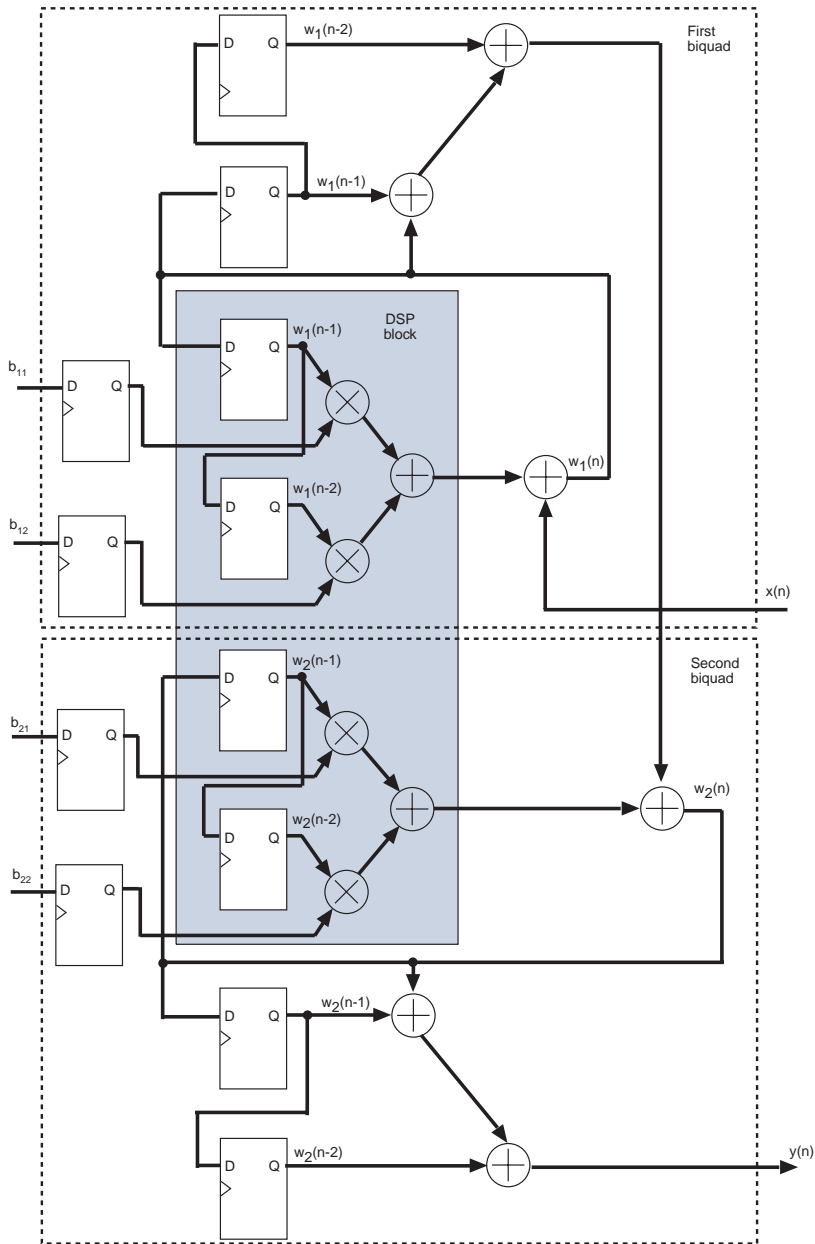 First
biquad
D Q w₁(n-2)
D Q w₁(n-1)
DSP
block
D Q w₁(n-1)
b₁₁ D Q
w₁(n)
D Q w₁(n-2)
b₁₂ D Q
x(n)
Second
biquad
D Q w₂(n-1)
b₂₁ D Q
w₂(n)
D Q w₂(n-2)
b₂₂ D Q
D Q w₂(n-1)
D Q w₂(n-2)
y(n)